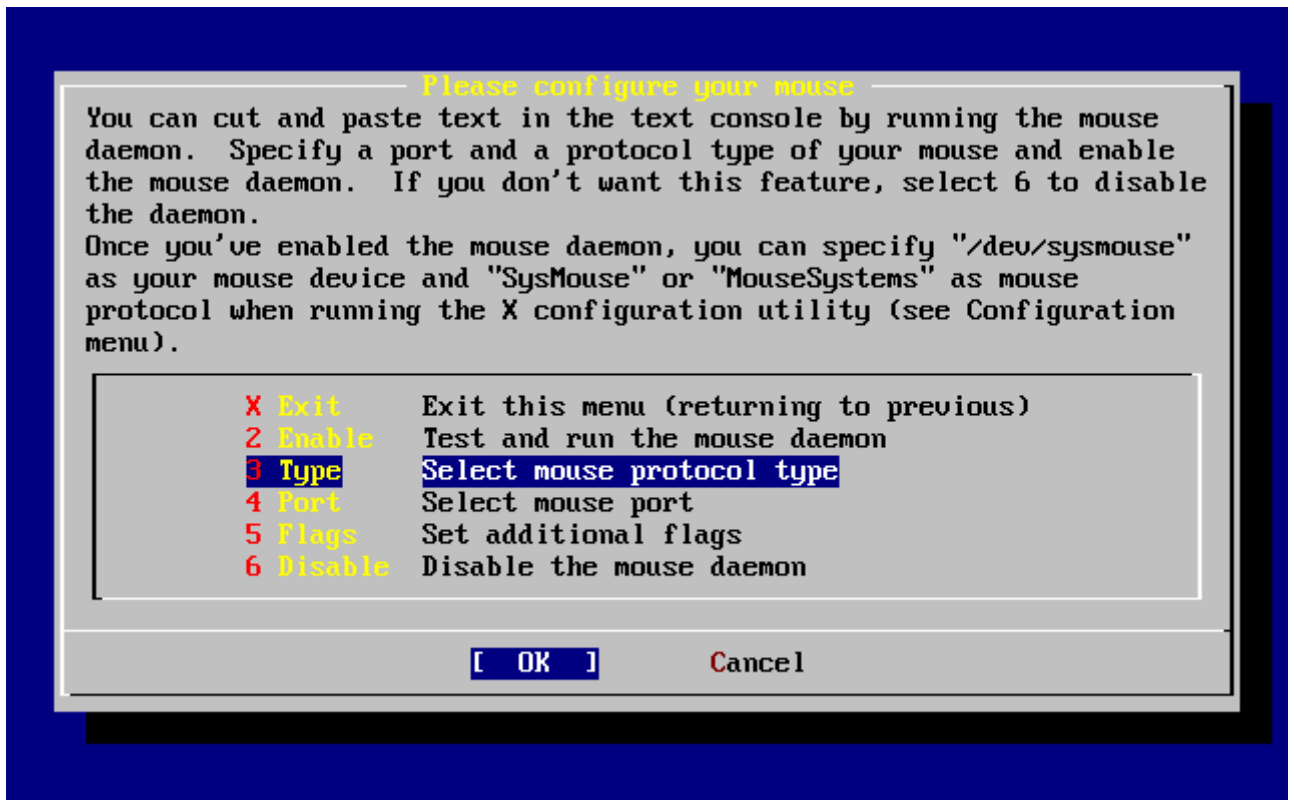 Please configure your mouse
You can cut and paste text in the text console by running the mouse
daemon.  Specify a port and a protocol type of your mouse and enable
the mouse daemon.  If you don't want this feature, select 6 to disable
the daemon.
Once you've enabled the mouse daemon, you can specify "/dev/sysmouse"
as your mouse device and "SysMouse" or "MouseSystems" as mouse
protocol when running the X configuration utility (see Configuration
menu).
X Exit     Exit this menu (returning to previous)
2 Enable   Test and run the mouse daemon
3 Type     Select mouse protocol type
4 Port     Select mouse port
5 Flags    Set additional flags
6 Disable  Disable the mouse daemon
[  OK  ]       Cancel